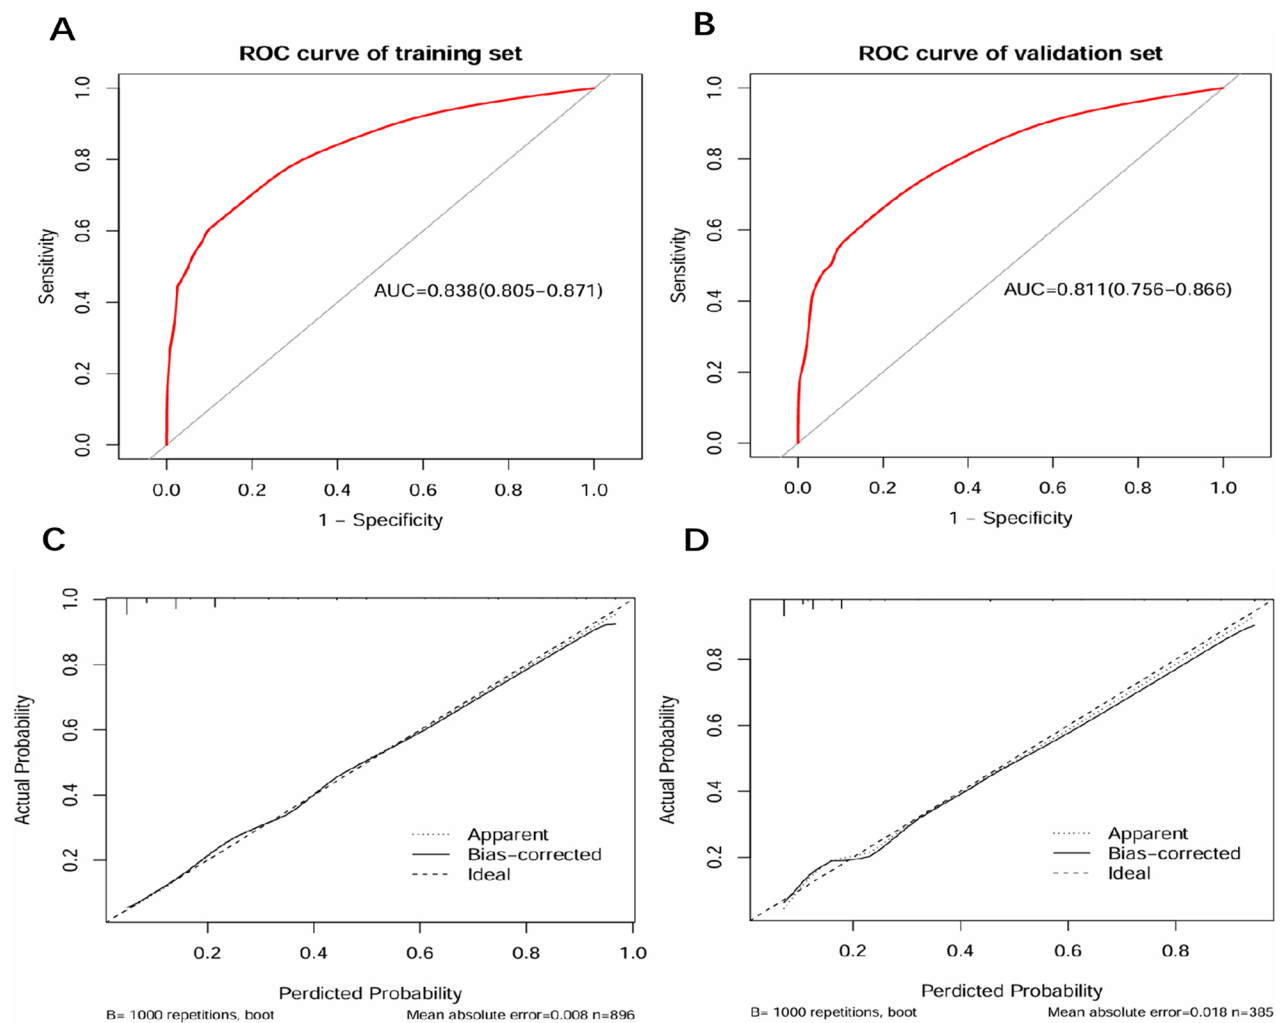 A
ROC curve of training set
1.0
0.8
0.6
0.4
0.2
0.0
Sensitivity
AUC=0.838(0.805−0.871)
0.0 0.2 0.4 0.6 0.8 1.0
1 − Specificity
B
ROC curve of validation set
1.0
0.8
0.6
0.4
0.2
0.0
Sensitivity
AUC=0.811(0.756−0.866)
0.0 0.2 0.4 0.6 0.8 1.0
1 − Specificity
C
1.0
0.8
0.6
0.4
0.2
Actual Probability
Apparent
Bias−corrected
Ideal
0.2 0.4 0.6 0.8 1.0
Perdicted Probability
B= 1000 repetitions, boot
Mean absolute error=0.008 n=896
D
0.8
0.6
0.4
0.2
Actual Probability
Apparent
Bias−corrected
Ideal
0.2 0.4 0.6 0.8
Perdicted Probability
B= 1000 repetitions, boot
Mean absolute error=0.018 n=385